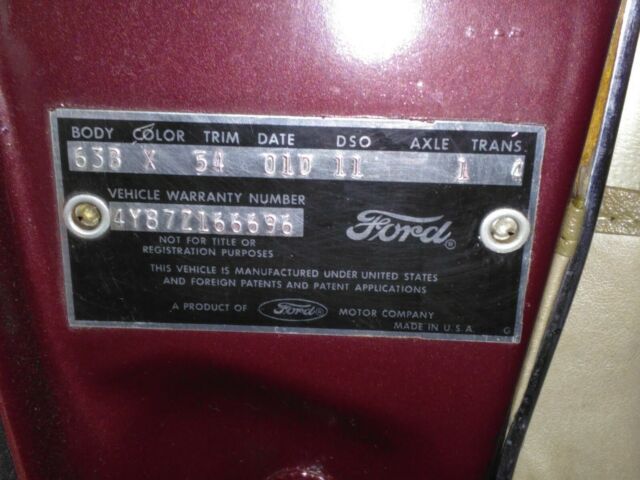 BODY COLOR TRIM DATE DSO AXLE TRANS
63B X 54 01D 11 1 4
VEHICLE WARRANTY NUMBER
4Y87Z166696
Ford®
NOT FOR TITLE OR
REGISTRATION PURPOSES
THIS VEHICLE IS MANUFACTURED UNDER UNITED STATES
AND FOREIGN PATENTS AND PATENT APPLICATIONS
A PRODUCT OF Ford® MOTOR COMPANY
MADE IN U.S.A. G